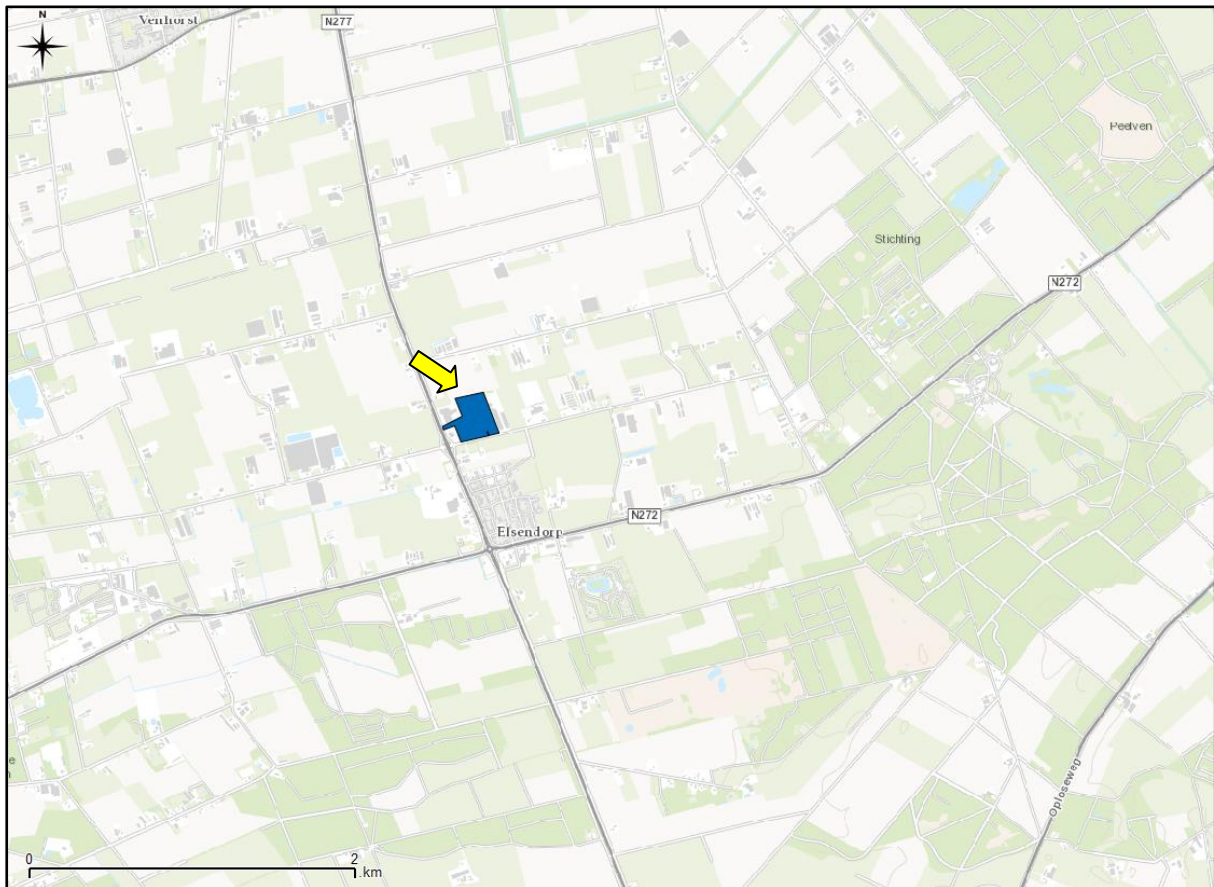 N
Venhorst
N277
Peelven
Stichting
N272
N272
Elsendorp
Oploseweg
0
2
km